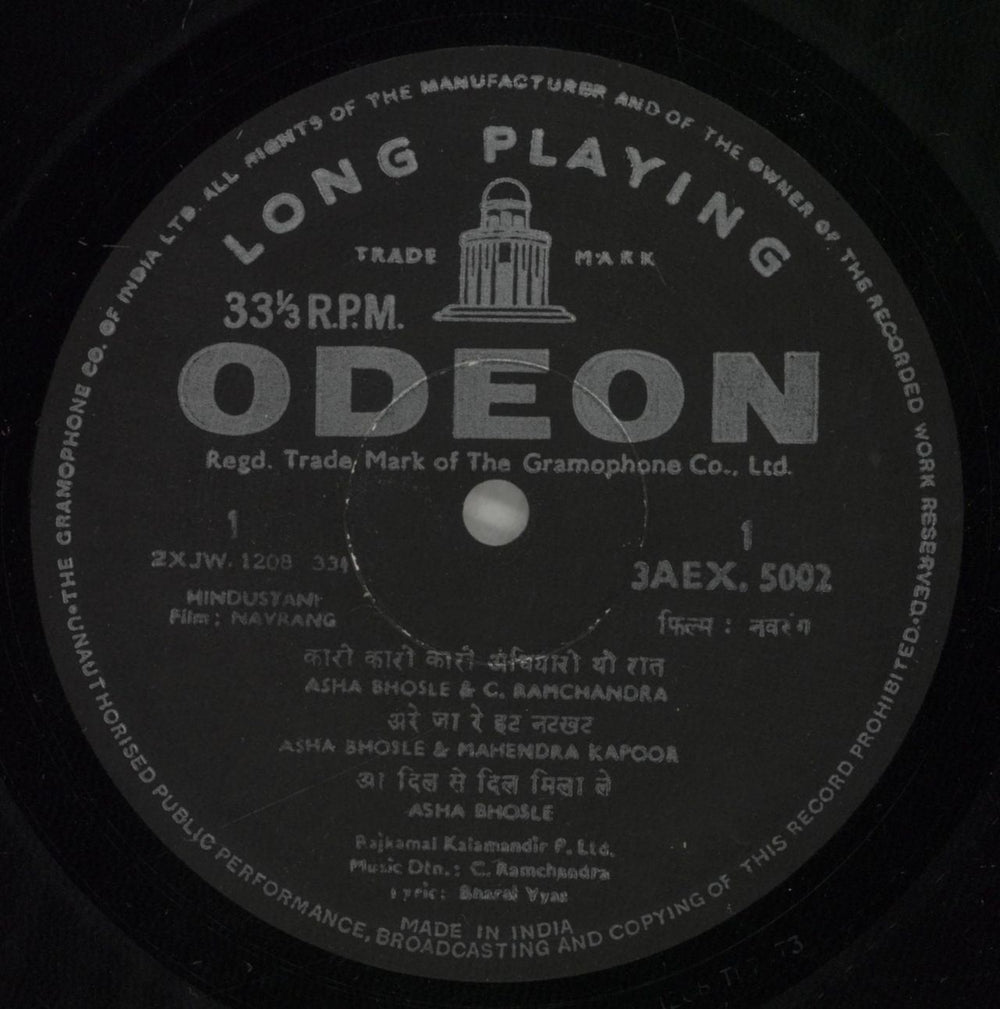 THE GRAMOPHONE CO. OF INDIA LTD. ALL RIGHTS OF THE MANUFACTURER AND OF THE OWNER OF THE RECORDED WORK RESERVED. UNAUTHORISED PUBLIC PERFORMANCE, BROADCASTING AND COPYING OF THIS RECORD PROHIBITED.
LONG PLAYING
TRADE MARK
33⅓ R.P.M.
ODEON
Regd. Trade Mark of The Gramophone Co., Ltd.
1 1
2XJW. 1208 33⅓ 3AEX. 5002
HINDUSTANI
Film : NAVRANG फिल्म : नवरंग
कारी कारी कारी अंधियारी थी रात
ASHA BHOSLE & C. RAMCHANDRA
अरे जा रे हट नटखट
ASHA BHOSLE & MAHENDRA KAPOOR
आ दिल से दिल मिला ले
ASHA BHOSLE
Rajkamal Kalamandir P. Ltd.
Music Dtn. : C. Ramchandra
Lyric : Bharat Vyas
MADE IN INDIA
73